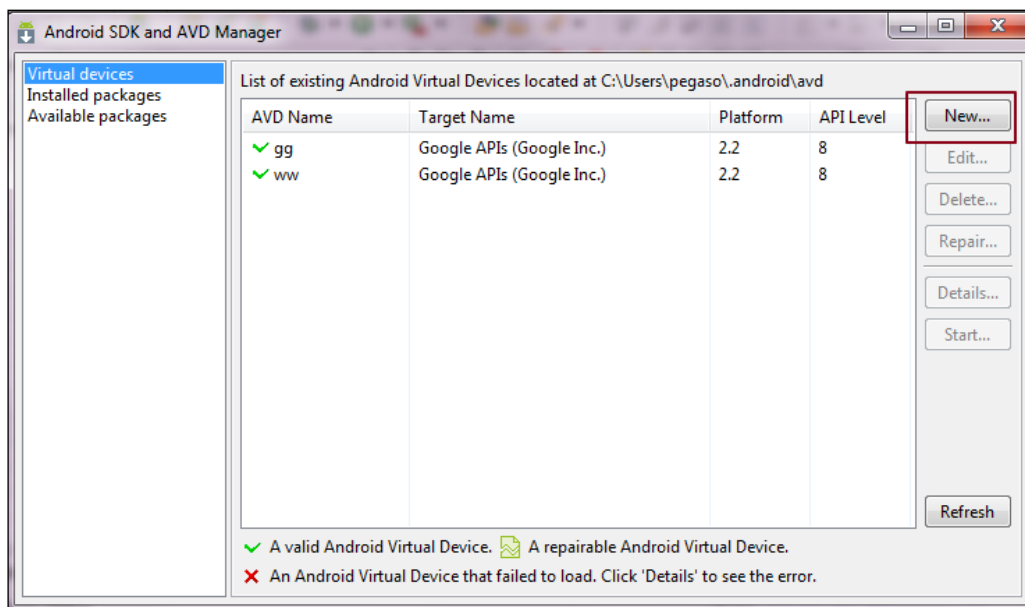 Android SDK and AVD Manager
Virtual devices
Installed packages
Available packages
List of existing Android Virtual Devices located at C:\Users\pegaso\.android\avd
AVD Name Target Name Platform API Level
gg Google APIs (Google Inc.) 2.2 8
ww Google APIs (Google Inc.) 2.2 8
New...
Edit...
Delete...
Repair...
Details...
Start...
Refresh
A valid Android Virtual Device. A repairable Android Virtual Device.
An Android Virtual Device that failed to load. Click 'Details' to see the error.